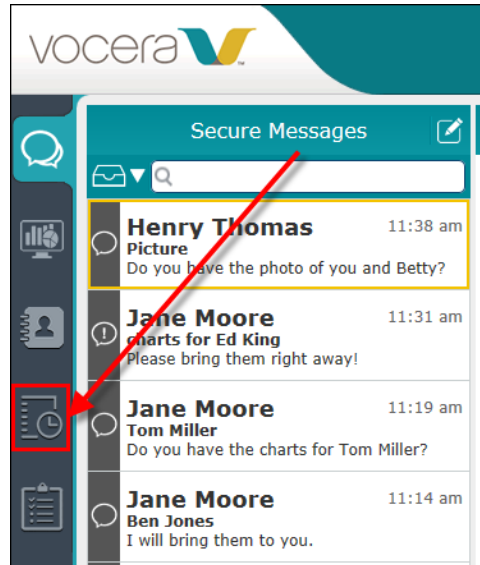 vocera
Secure Messages
Henry Thomas 11:38 am
Picture
Do you have the photo of you and Betty?
Jane Moore 11:31 am
charts for Ed King
Please bring them right away!
Jane Moore 11:19 am
Tom Miller
Do you have the charts for Tom Miller?
Jane Moore 11:14 am
Ben Jones
I will bring them to you.